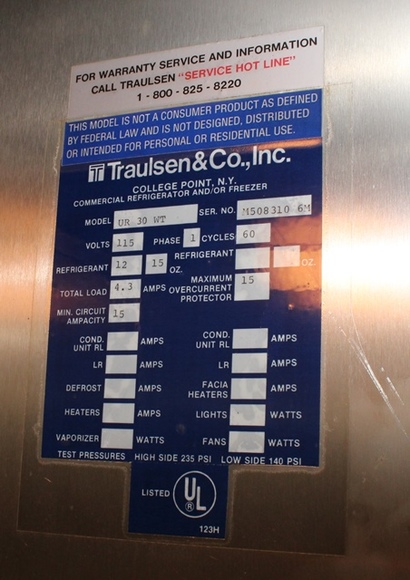 FOR WARRANTY SERVICE AND INFORMATION
CALL TRAULSEN "SERVICE HOT LINE"
1 - 800 - 825 - 8220
THIS MODEL IS NOT A CONSUMER PRODUCT AS DEFINED
BY FEDERAL LAW AND IS NOT DESIGNED, DISTRIBUTED
OR INTENDED FOR PERSONAL OR RESIDENTIAL USE.
Traulsen & Co., Inc.
COLLEGE POINT, N.Y.
COMMERCIAL REFRIGERATOR AND/OR FREEZER
MODEL UR 30 WT SER. NO. M508310 6M
VOLTS 115 PHASE 1 CYCLES 60
REFRIGERANT 12 15 OZ. REFRIGERANT OZ.
TOTAL LOAD 4.3 AMPS MAXIMUM OVERCURRENT PROTECTOR 15
MIN. CIRCUIT AMPACITY 15
COND. UNIT RL AMPS COND. UNIT RL AMPS
LR AMPS LR AMPS
DEFROST AMPS FACIA HEATERS AMPS
HEATERS AMPS LIGHTS WATTS
VAPORIZER WATTS FANS WATTS
TEST PRESSURES HIGH SIDE 235 PSI LOW SIDE 140 PSI
LISTED UL ®
123H